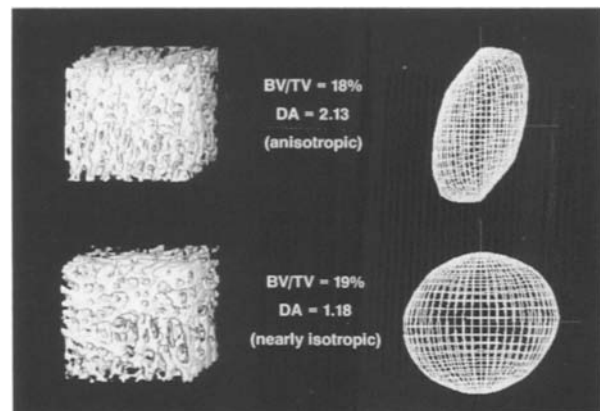 BV/TV = 18%
DA = 2.13
(anisotropic)
BV/TV = 19%
DA = 1.18
(nearly isotropic)